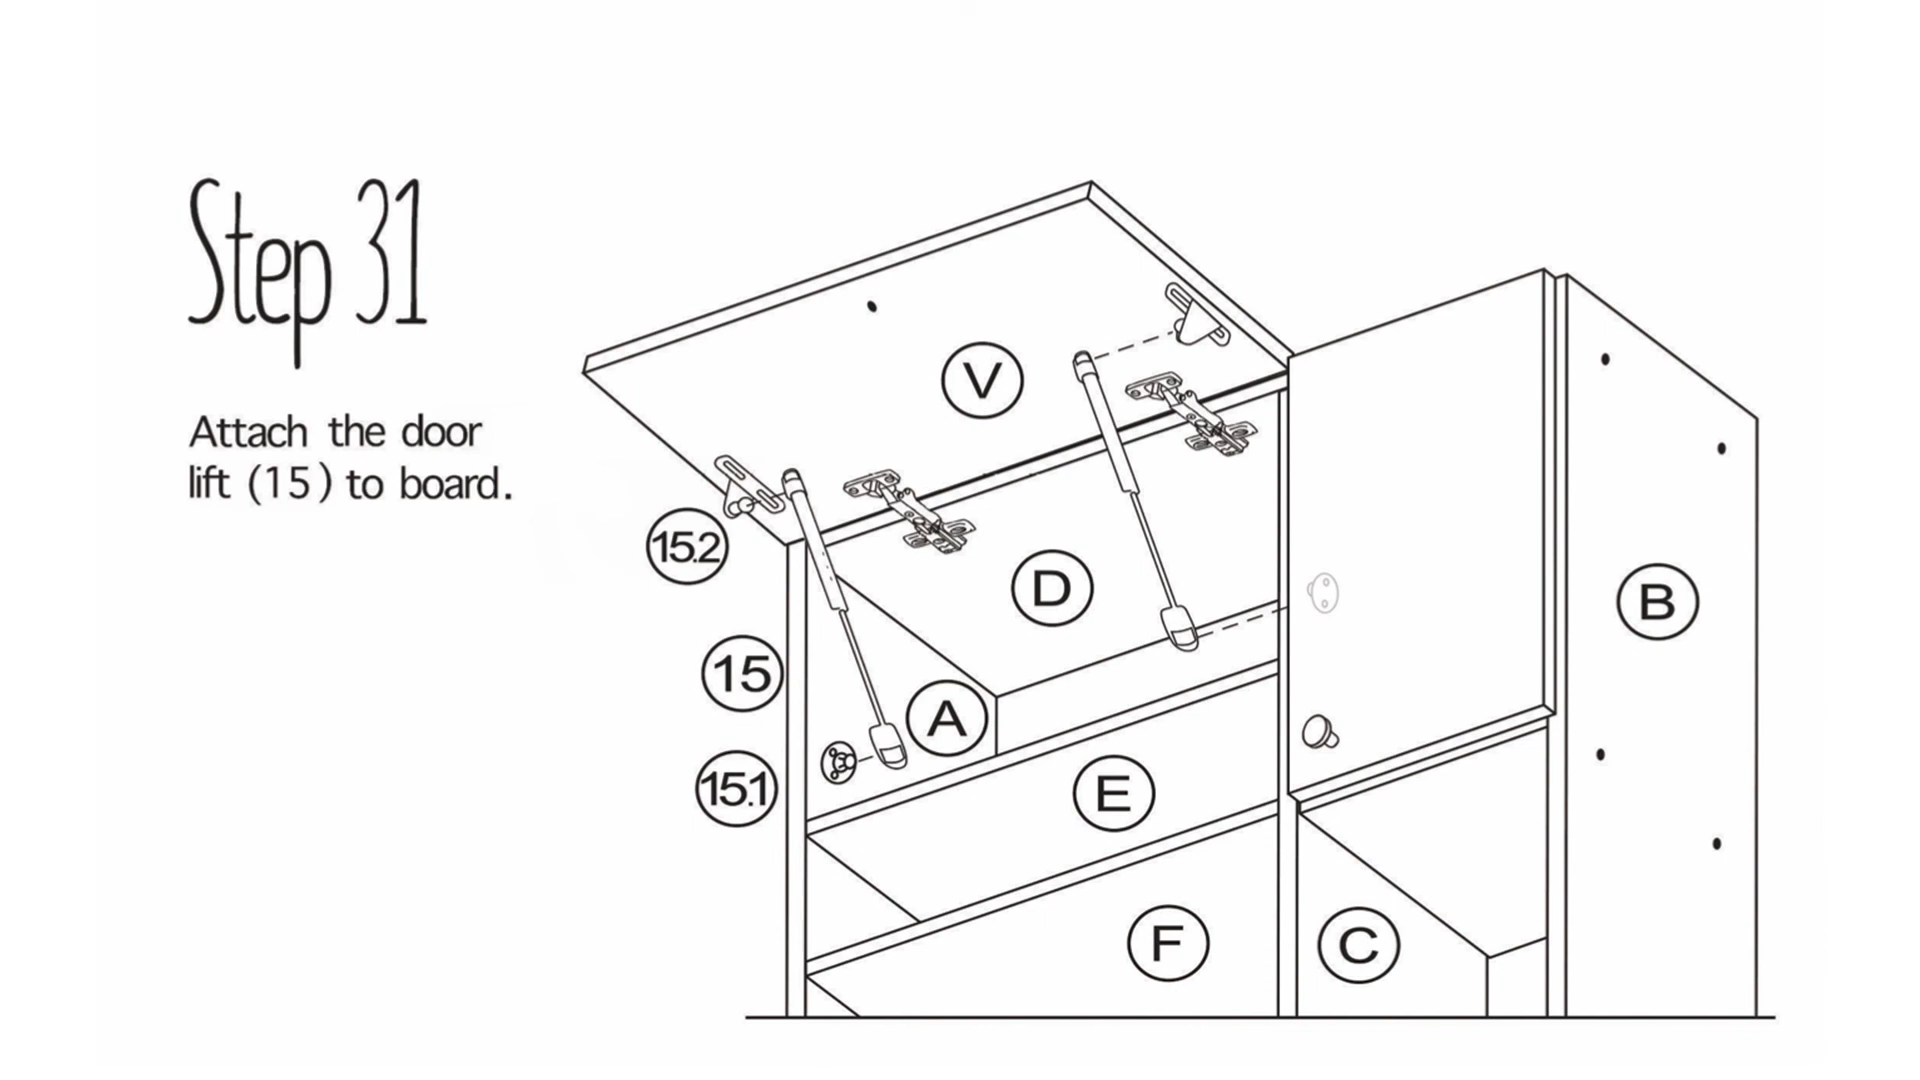 Step 31
Attach the door
lift (15) to board.
V
15.2
D
B
15
A
15.1
E
F
C